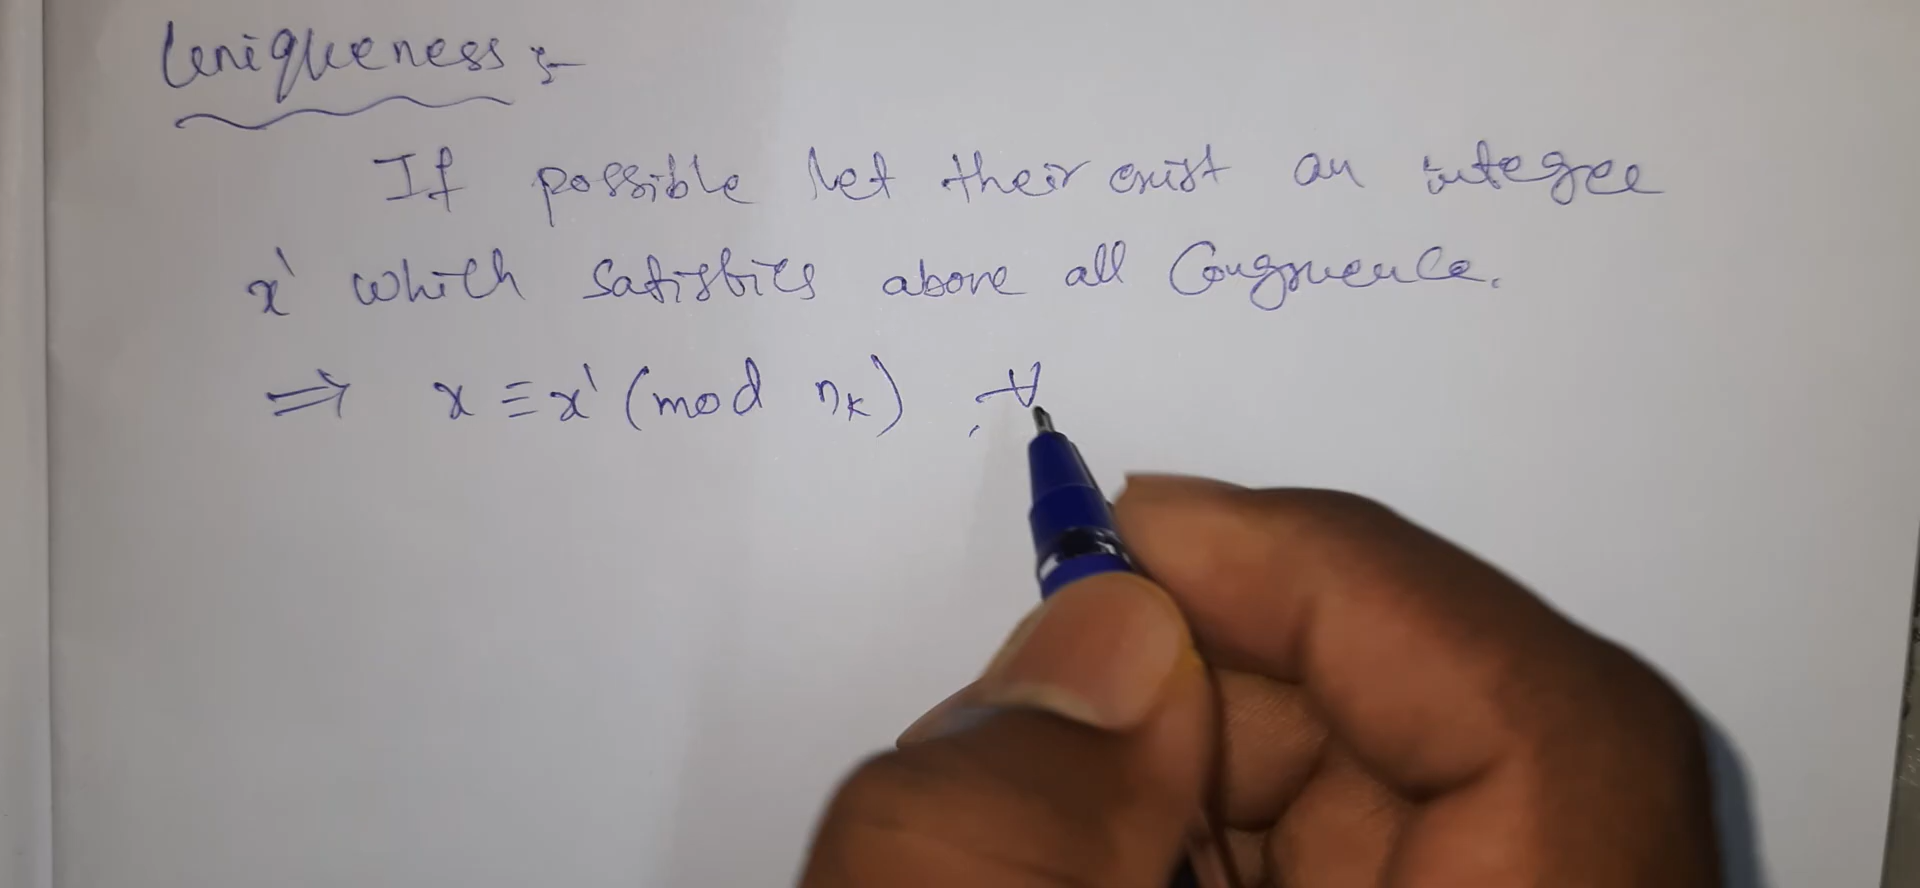 Uniqueness :-
If possible let their exist an integer
x' which satisfies above all Congruence.
⇒ x ≡ x' (mod nₖ) , ∀